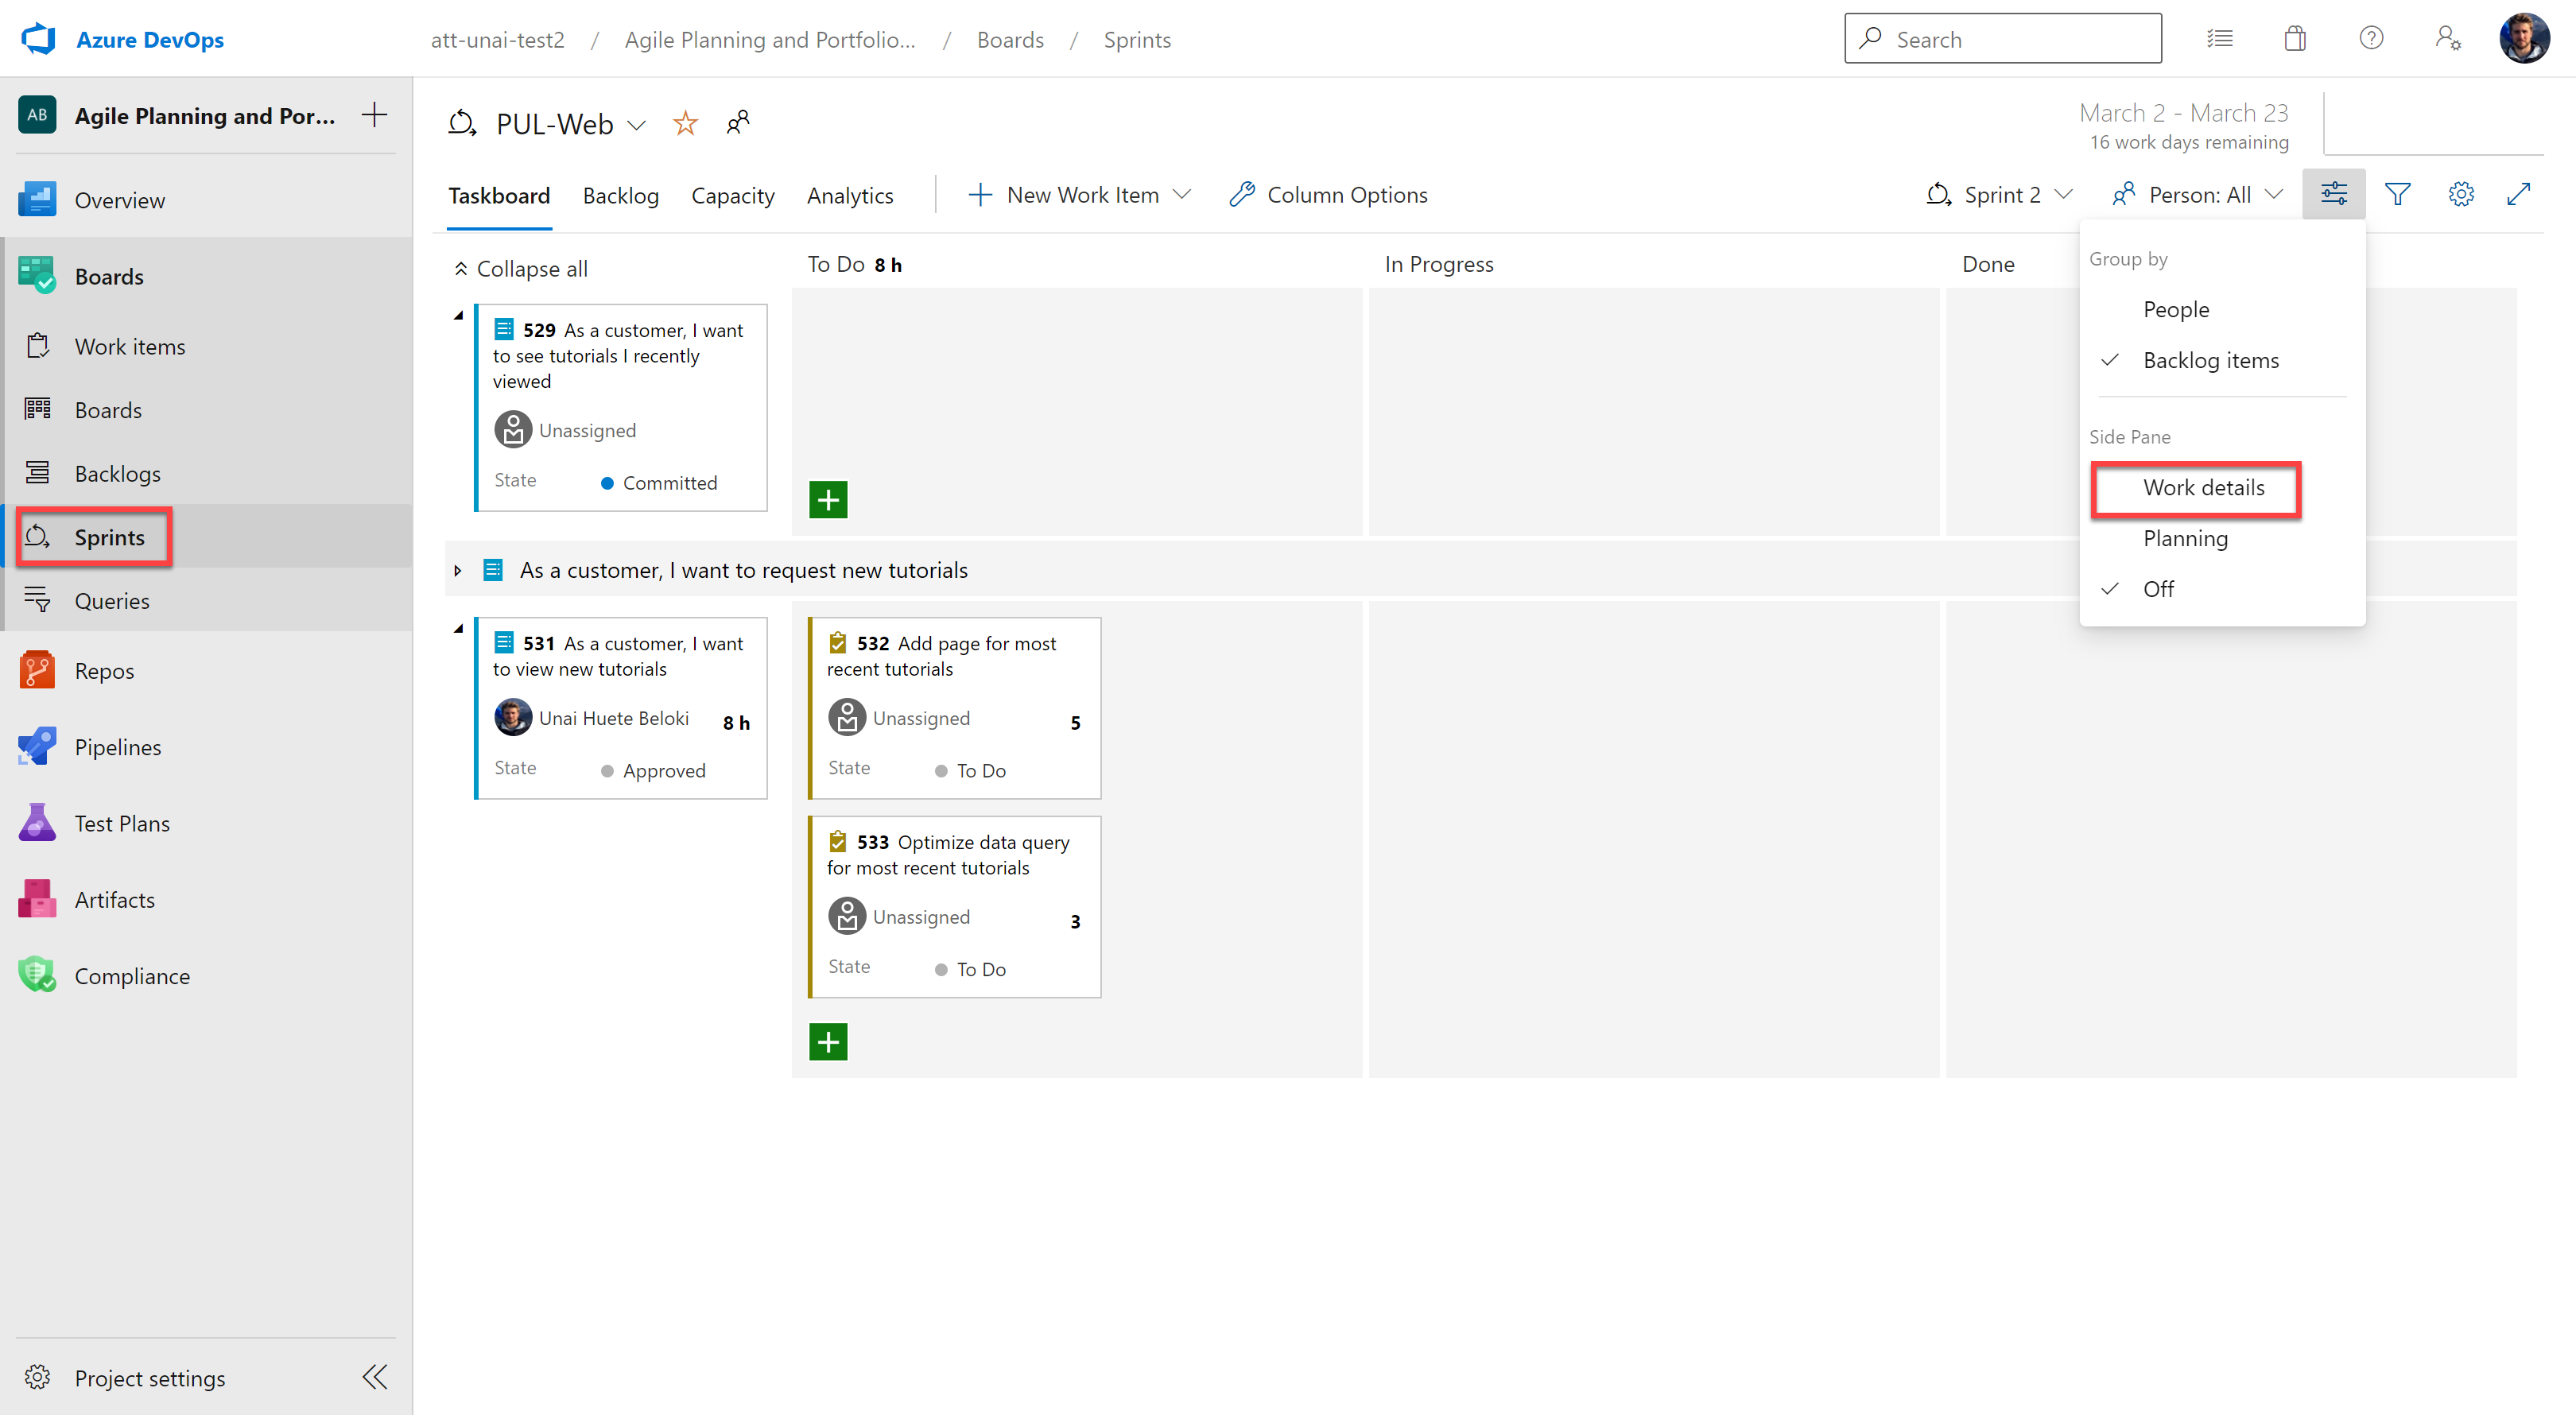 Azure DevOps
att-unai-test2 / Agile Planning and Portfolio... / Boards / Sprints
Search
AB
Agile Planning and Por...
Overview
Boards
Work items
Boards
Backlogs
Sprints
Queries
Repos
Pipelines
Test Plans
Artifacts
Compliance
Project settings
PUL-Web
March 2 - March 23
16 work days remaining
Taskboard
Backlog
Capacity
Analytics
New Work Item
Column Options
Sprint 2
Person: All
Collapse all
To Do 8 h
In Progress
Done
529 As a customer, I want
to see tutorials I recently
viewed
Unassigned
State
Committed
As a customer, I want to request new tutorials
531 As a customer, I want
to view new tutorials
Unai Huete Beloki
8 h
State
Approved
532 Add page for most
recent tutorials
Unassigned
5
State
To Do
533 Optimize data query
for most recent tutorials
Unassigned
3
State
To Do
Group by
People
Backlog items
Side Pane
Work details
Planning
Off